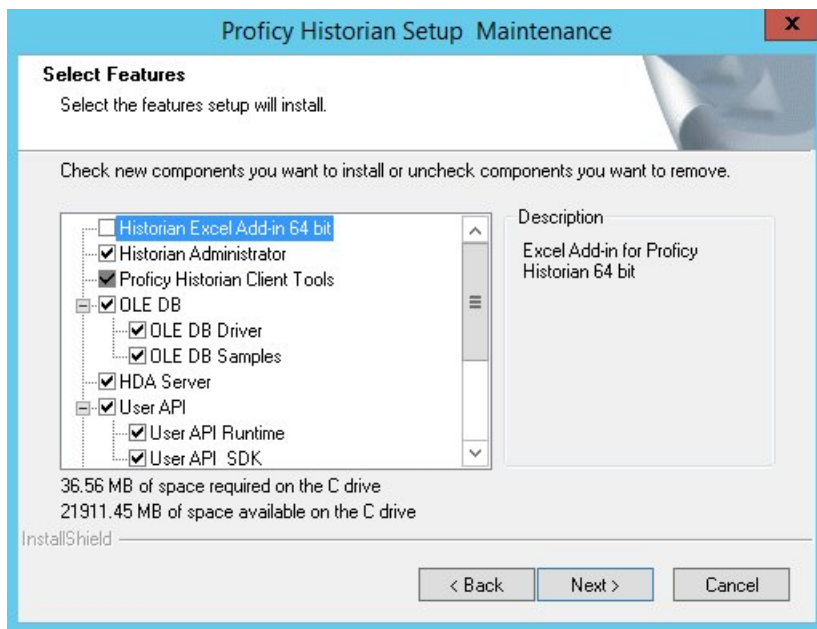 Proficy Historian Setup Maintenance
x
Select Features
Select the features setup will install.
Check new components you want to install or uncheck components you want to remove.
Historian Excel Add-in 64 bit
Historian Administrator
Proficy Historian Client Tools
OLE DB
OLE DB Driver
OLE DB Samples
HDA Server
User API
User API Runtime
User API SDK
Description
Excel Add-in for Proficy
Historian 64 bit
36.56 MB of space required on the C drive
21911.45 MB of space available on the C drive
InstallShield
< Back
Next >
Cancel